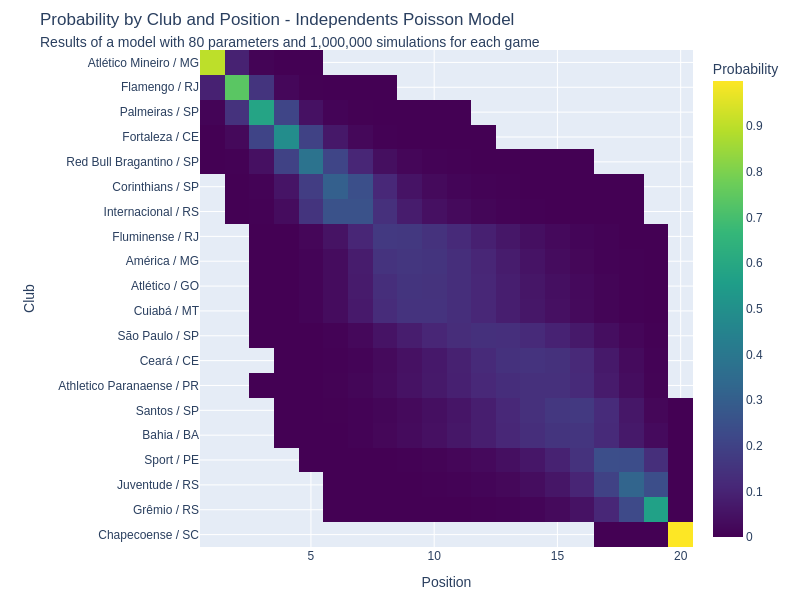 Probability by Club and Position - Independents Poisson Model
Results of a model with 80 parameters and 1,000,000 simulations for each game
Probability
Club
Atlético Mineiro / MG
Flamengo / RJ
Palmeiras / SP
Fortaleza / CE
Red Bull Bragantino / SP
Corinthians / SP
Internacional / RS
Fluminense / RJ
América / MG
Atlético / GO
Cuiabá / MT
São Paulo / SP
Ceará / CE
Athletico Paranaense / PR
Santos / SP
Bahia / BA
Sport / PE
Juventude / RS
Grêmio / RS
Chapecoense / SC
0.9
0.8
0.7
0.6
0.5
0.4
0.3
0.2
0.1
0
5 10 15 20
Position